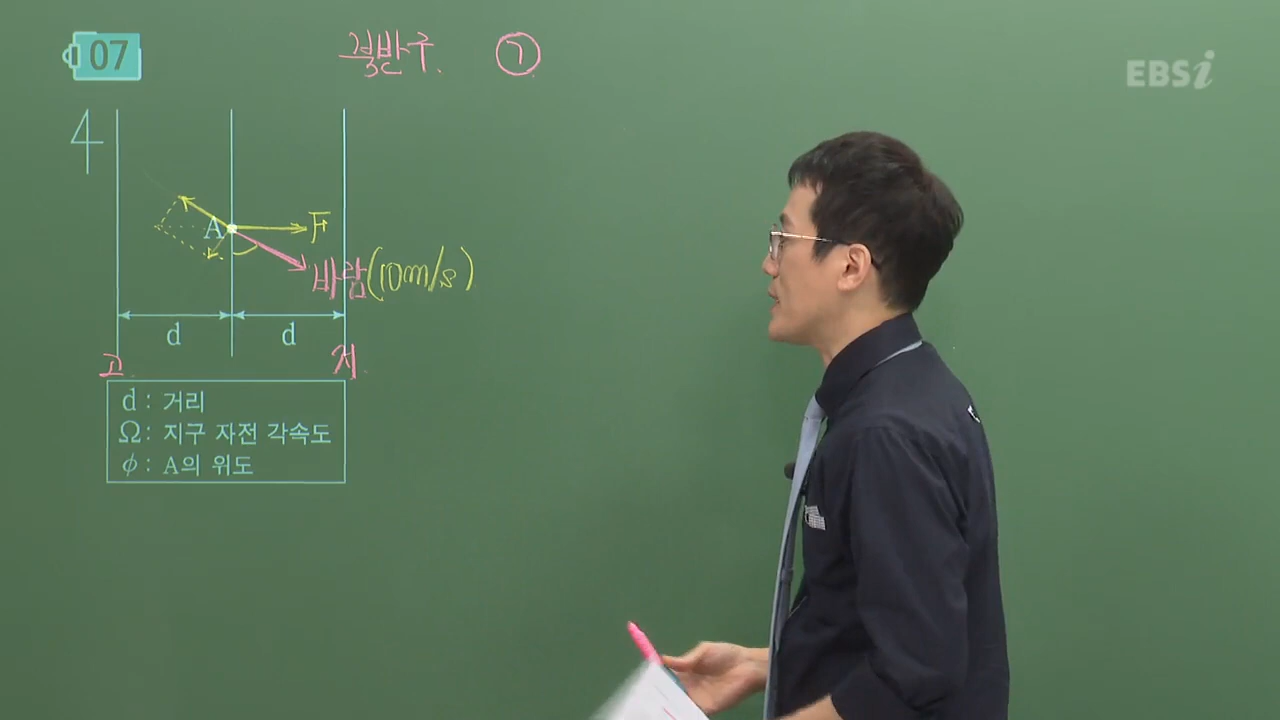 07
북반구. ㉠
EBSi
4
A F
바람(10m/s)
d d
고. 저.
d : 거리
Ω : 지구 자전 각속도
ϕ : A의 위도